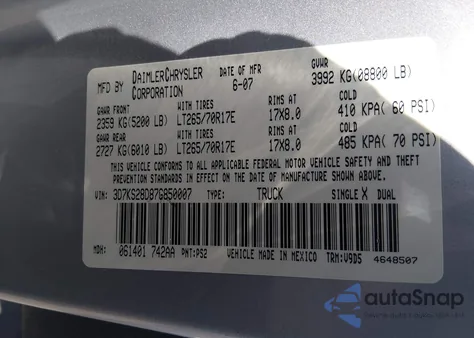 MFD BY DAIMLERCHRYSLER CORPORATION DATE OF MFR 6-07 GVWR 3992 KG(08800 LB)
GAWR FRONT WITH TIRES RIMS AT COLD
2359 KG(5200 LB) LT265/70R17E 17X8.0 410 KPA( 60 PSI)
GAWR REAR WITH TIRES RIMS AT COLD
2727 KG(6010 LB) LT265/70R17E 17X8.0 485 KPA( 70 PSI)
THIS VEHICLE CONFORMS TO ALL APPLICABLE FEDERAL MOTOR VEHICLE SAFETY
STANDARDS IN EFFECT ON THE DATE OF MANUFACTURE SHOWN ABOVE.
VIN: 3D7KS28D87G850007 TYPE: TRUCK SINGLE X DUAL
MDH: 061401 742AA PNT:PS2 VEHICLE MADE IN MEXICO TRM:V9D5 4648507
autoSnap